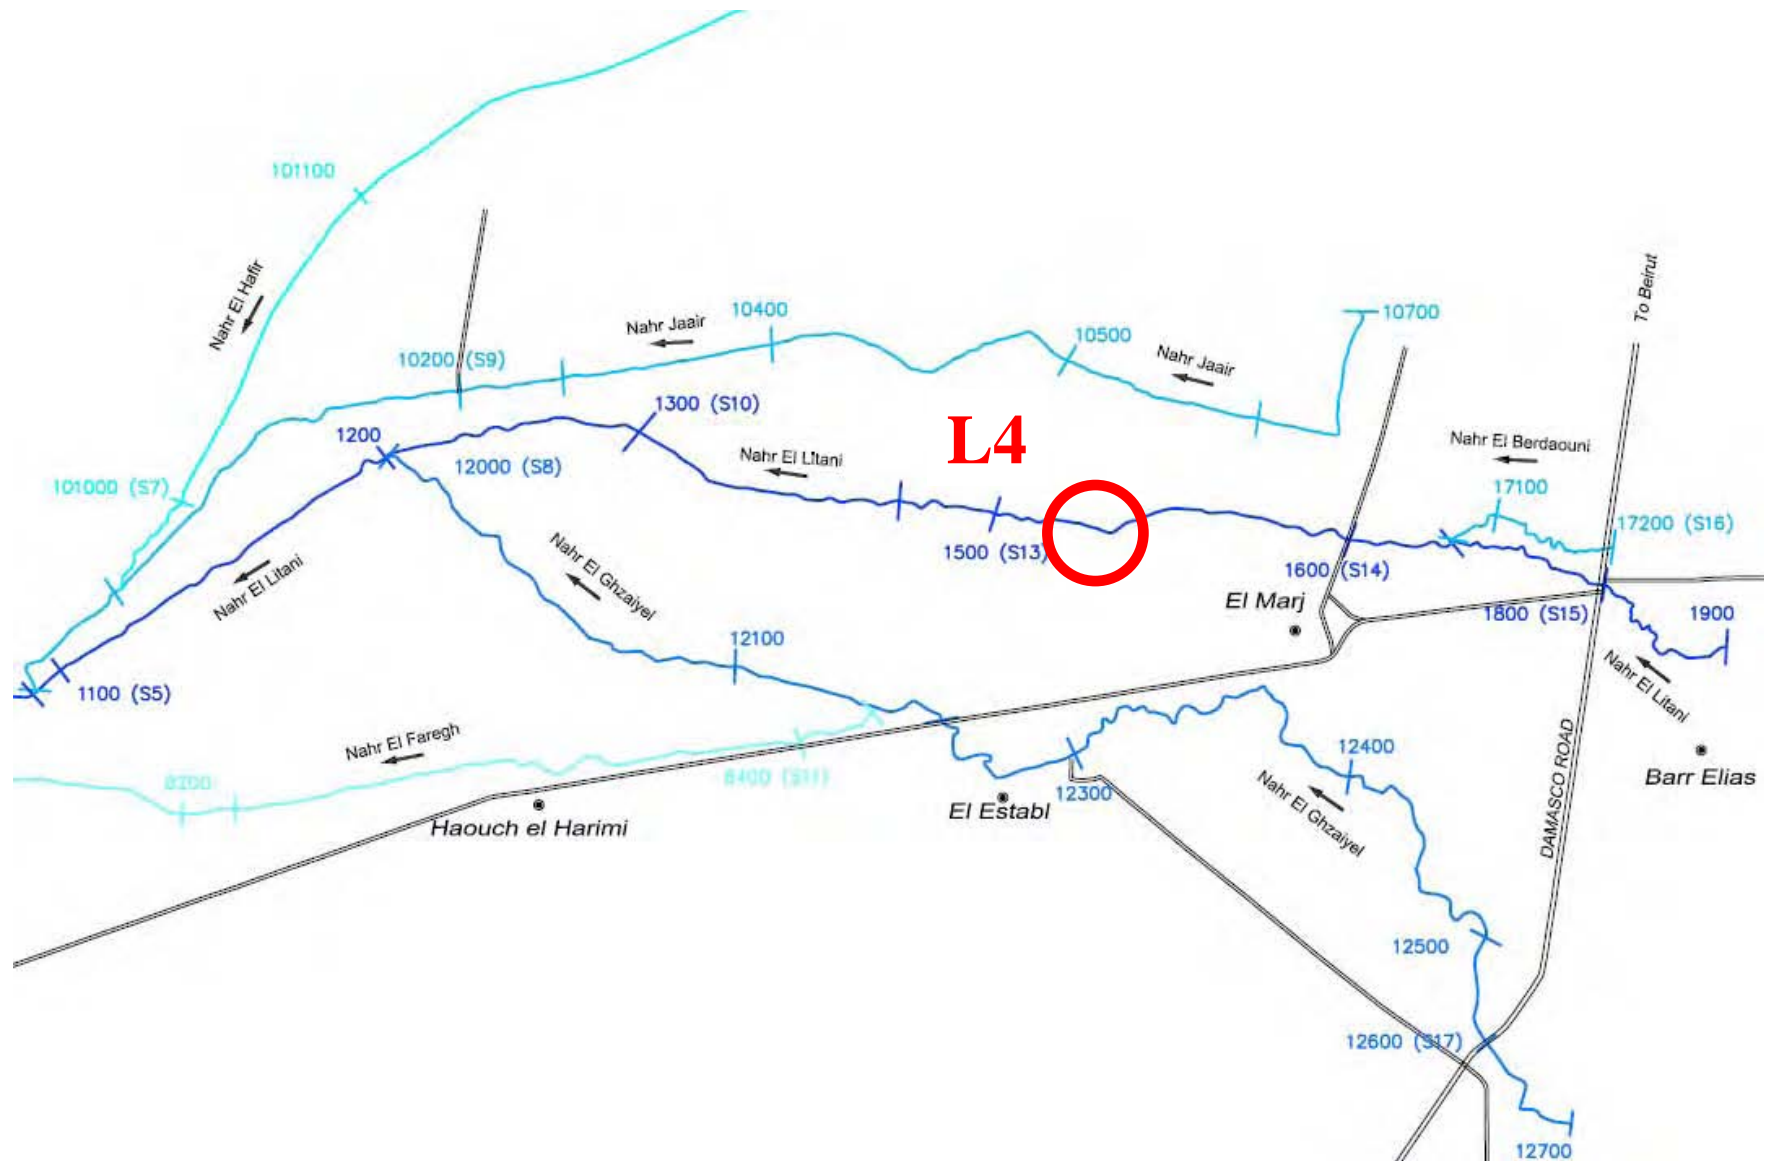 101100
Nahr El Hafir
To Beirut
Nahr Jaair
10400
10700
10500
10200 (S9)
Nahr Jaair
1300 (S10)
L4
1200
12000 (S8)
Nahr El Litani
Nahr El Berdaouni
101000 (S7)
17100
17200 (S16)
1500 (S13)
Nahr El Ghzaiyel
Nahr El Litani
1600 (S14)
El Marj
1800 (S15)
1900
12100
1100 (S5)
Nahr El Litani
Nahr El Faregh
DAMASCO ROAD
12400
Barr Elias
8400 (S11)
12300
El Establ
Nahr El Ghzaiyel
Haouch el Harimi
12500
12600 (S17)
12700